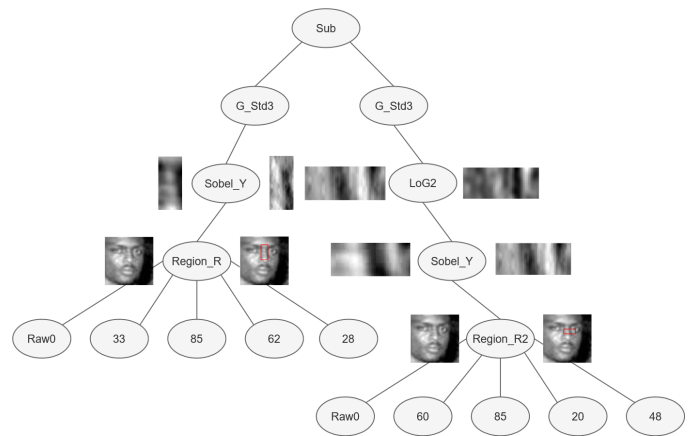 Sub
G_Std3 G_Std3
Sobel_Y LoG2
Region_R Sobel_Y
Raw0 33 85 62 28 Region_R2
Raw0 60 85 20 48